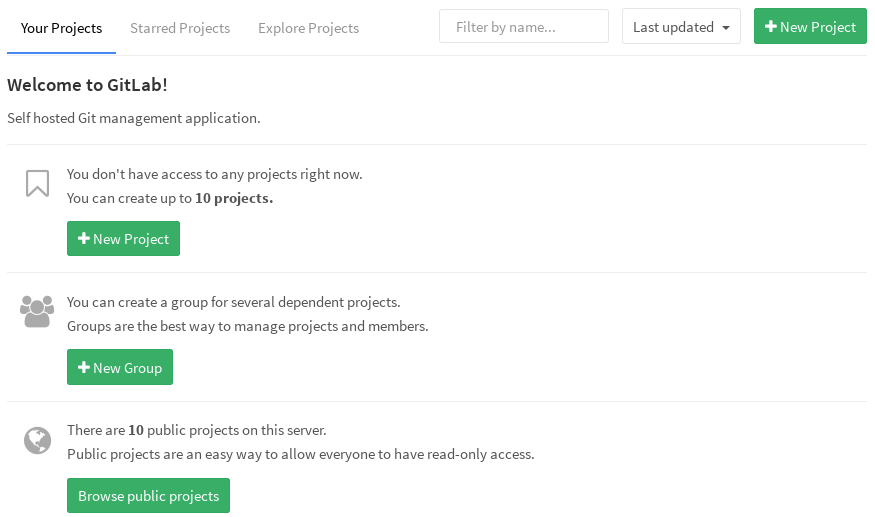 Your Projects Starred Projects Explore Projects Filter by name... Last updated New Project
Welcome to GitLab!
Self hosted Git management application.
You don't have access to any projects right now.
You can create up to 10 projects.
New Project
You can create a group for several dependent projects.
Groups are the best way to manage projects and members.
New Group
There are 10 public projects on this server.
Public projects are an easy way to allow everyone to have read-only access.
Browse public projects